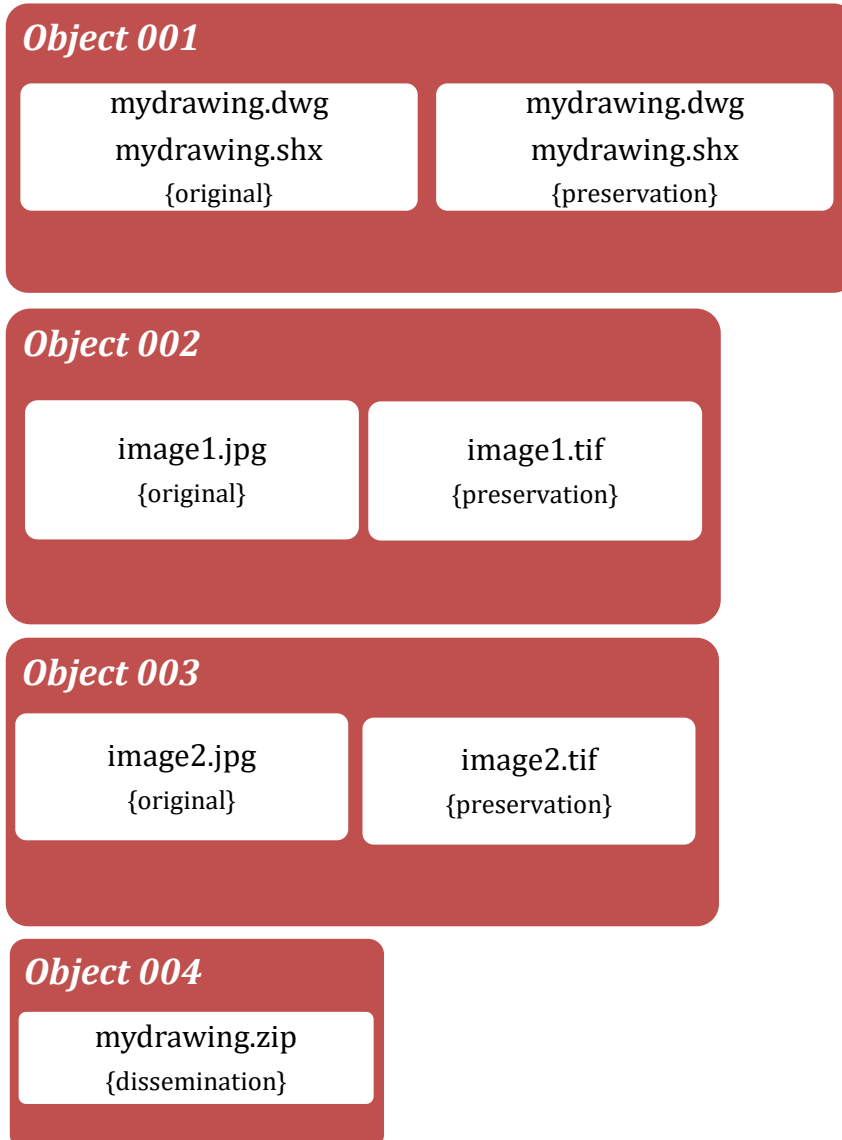 Object 001
mydrawing.dwg
mydrawing.shx
{original}
mydrawing.dwg
mydrawing.shx
{preservation}
Object 002
image1.jpg
{original}
image1.tif
{preservation}
Object 003
image2.jpg
{original}
image2.tif
{preservation}
Object 004
mydrawing.zip
{dissemination}